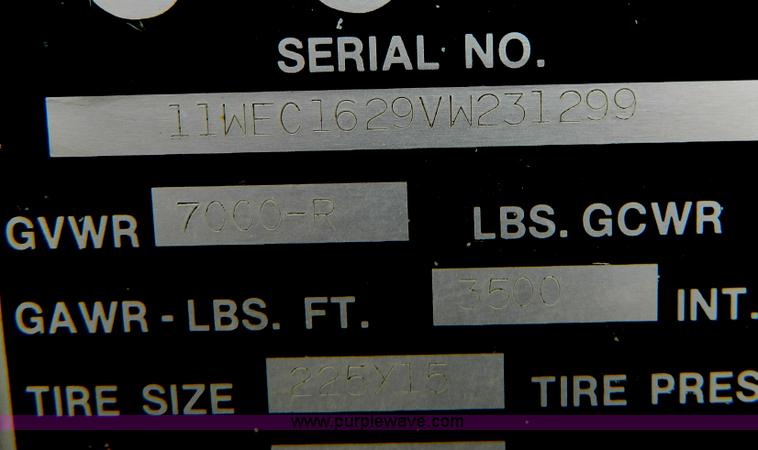 SERIAL NO.
11WEC1629VW231299
GVWR 7000-R LBS. GCWR
GAWR - LBS. FT. 3500 INT.
TIRE SIZE 225Y15 TIRE PRES
www.purplewave.com